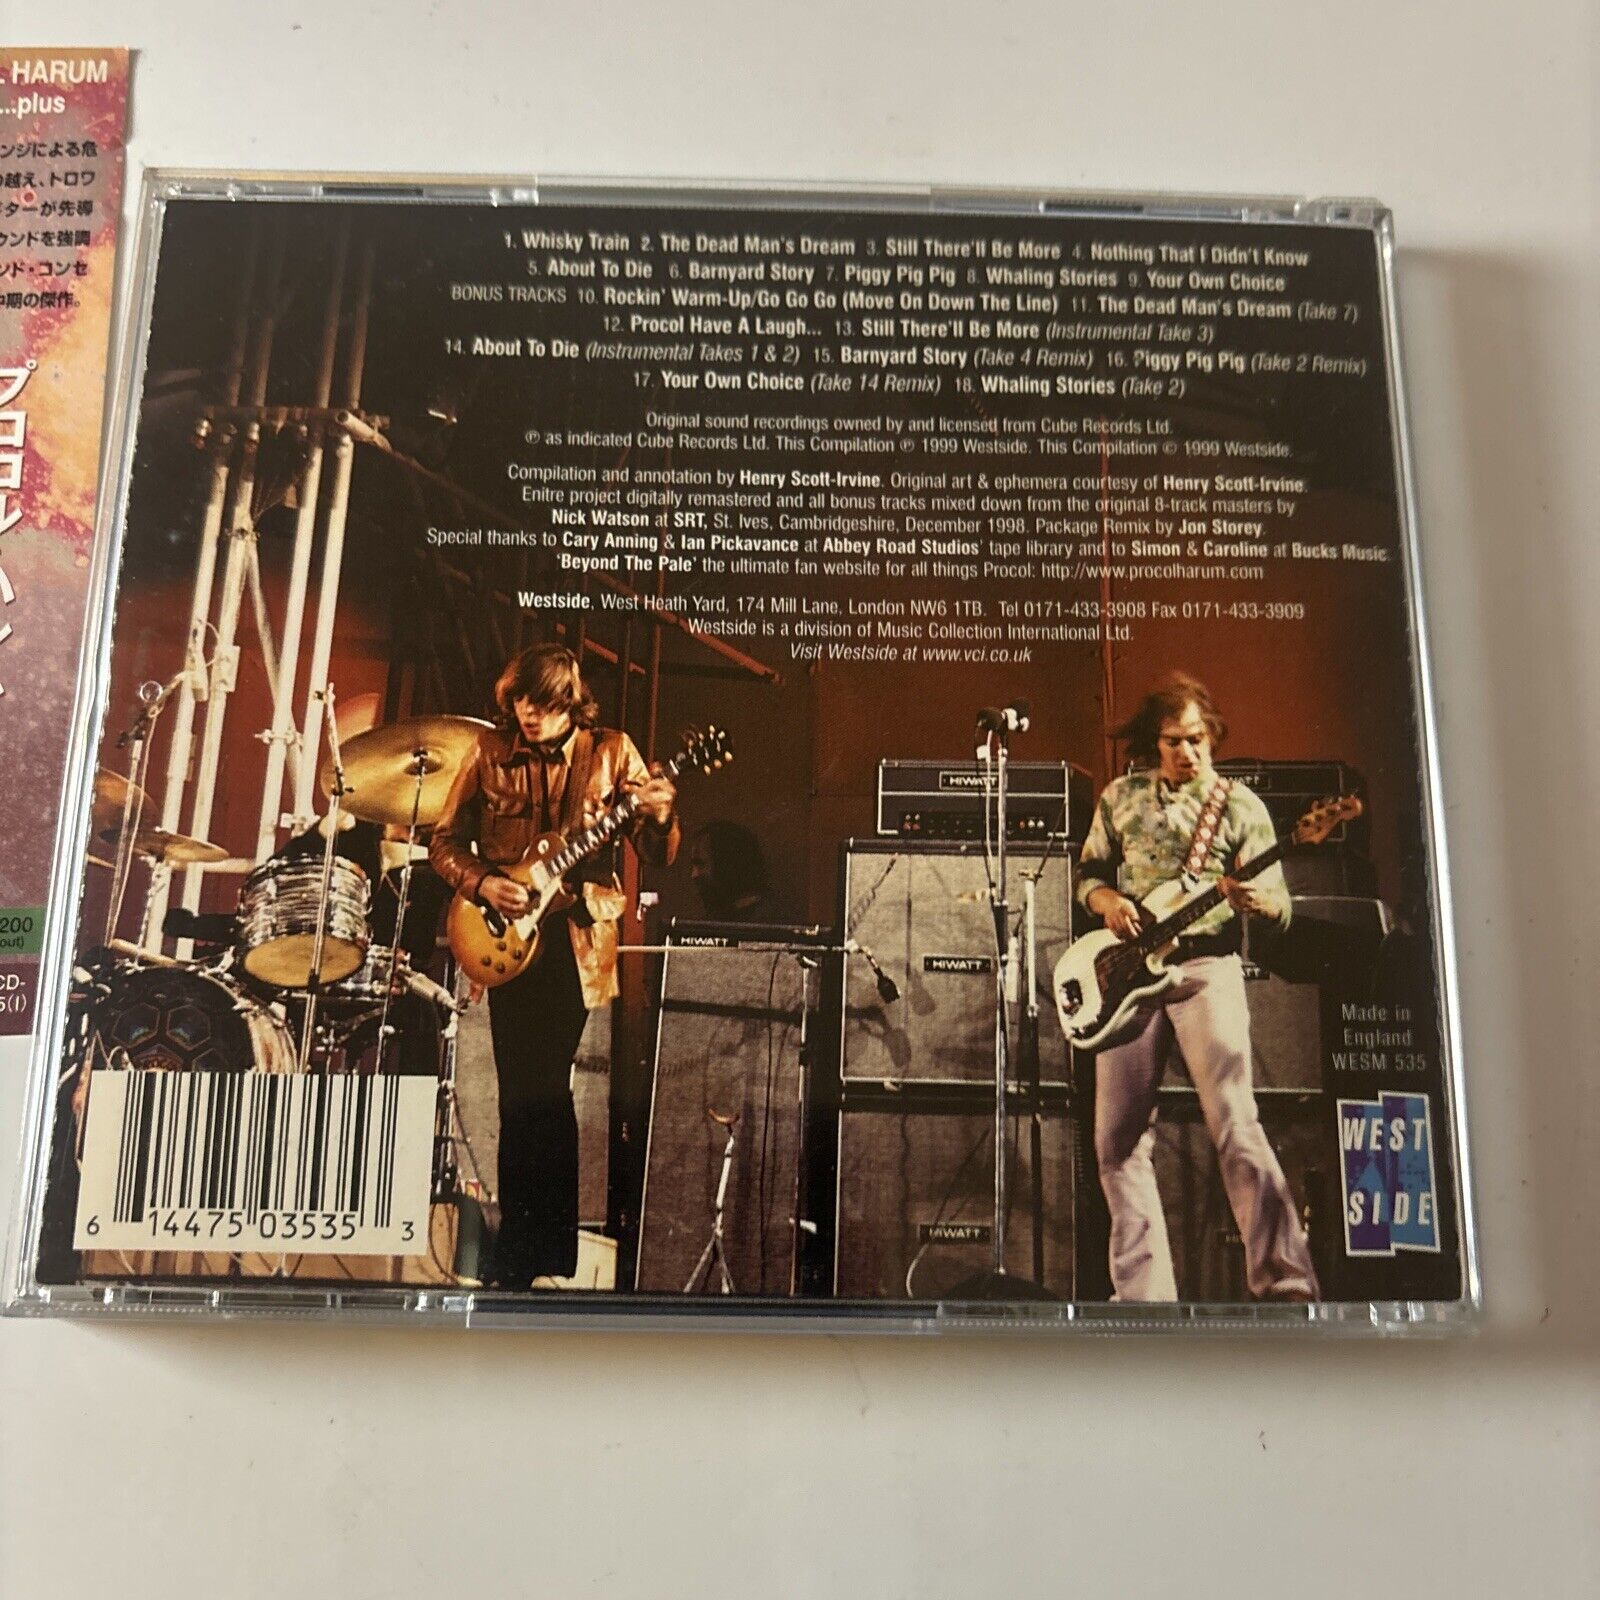 L HARUM
...plus
ンジによる危
り越え、トロワ
ギターが先導
ウンドを強調
ンド・コンセ
中期の傑作。
プロコル・ハ
200
out)
CD-
5(I)
1. Whisky Train 2. The Dead Man's Dream 3. Still There'll Be More 4. Nothing That I Didn't Know
5. About To Die 6. Barnyard Story 7. Piggy Pig Pig 8. Whaling Stories 9. Your Own Choice
BONUS TRACKS 10. Rockin' Warm-Up/Go Go Go (Move On Down The Line) 11. The Dead Man's Dream (Take 7)
12. Procol Have A Laugh... 13. Still There'll Be More (Instrumental Take 3)
14. About To Die (Instrumental Takes 1 & 2) 15. Barnyard Story (Take 4 Remix) 16. Piggy Pig Pig (Take 2 Remix)
17. Your Own Choice (Take 14 Remix) 18. Whaling Stories (Take 2)
Original sound recordings owned by and licensed from Cube Records Ltd.
℗ as indicated Cube Records Ltd. This Compilation ℗ 1999 Westside. This Compilation © 1999 Westside.
Compilation and annotation by Henry Scott-Irvine. Original art & ephemera courtesy of Henry Scott-Irvine.
Enitre project digitally remastered and all bonus tracks mixed down from the original 8-track masters by
Nick Watson at SRT, St. Ives, Cambridgeshire, December 1998. Package Remix by Jon Storey.
Special thanks to Cary Anning & Ian Pickavance at Abbey Road Studios' tape library and to Simon & Caroline at Bucks Music.
'Beyond The Pale' the ultimate fan website for all things Procol: http://www.procolharum.com
Westside, West Heath Yard, 174 Mill Lane, London NW6 1TB. Tel 0171-433-3908 Fax 0171-433-3909
Westside is a division of Music Collection International Ltd.
Visit Westside at www.vci.co.uk
HIWATT
HIWATT
HIWATT
HIWATT
HIWATT
Made in
England
WESM 535
WEST
SIDE
6 14475 03535 3